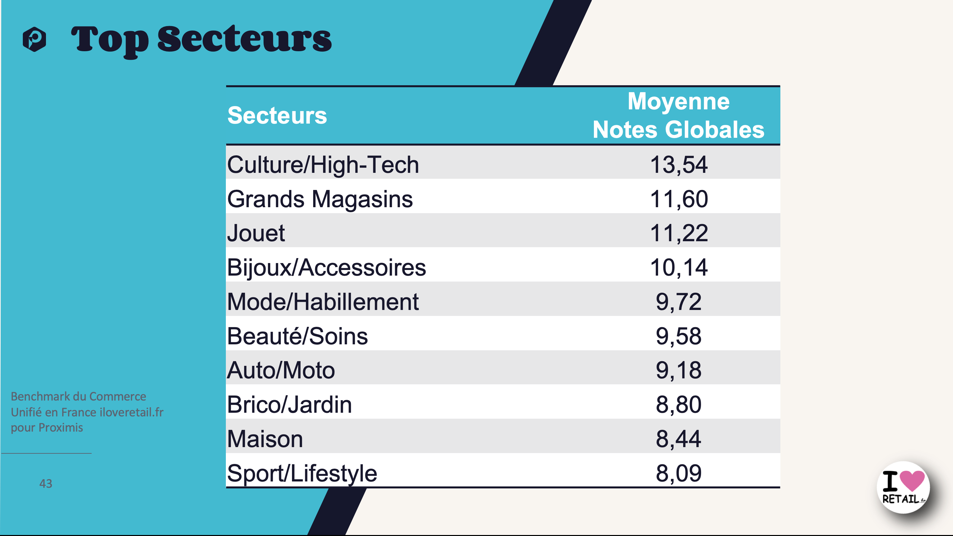 Top Secteurs
Secteurs
Moyenne
Notes Globales
Culture/High-Tech 13,54
Grands Magasins 11,60
Jouet 11,22
Bijoux/Accessoires 10,14
Mode/Habillement 9,72
Beauté/Soins 9,58
Auto/Moto 9,18
Brico/Jardin 8,80
Maison 8,44
Sport/Lifestyle 8,09
Benchmark du Commerce
Unifié en France iloveretail.fr
pour Proximis
43
I
RETAIL.fr